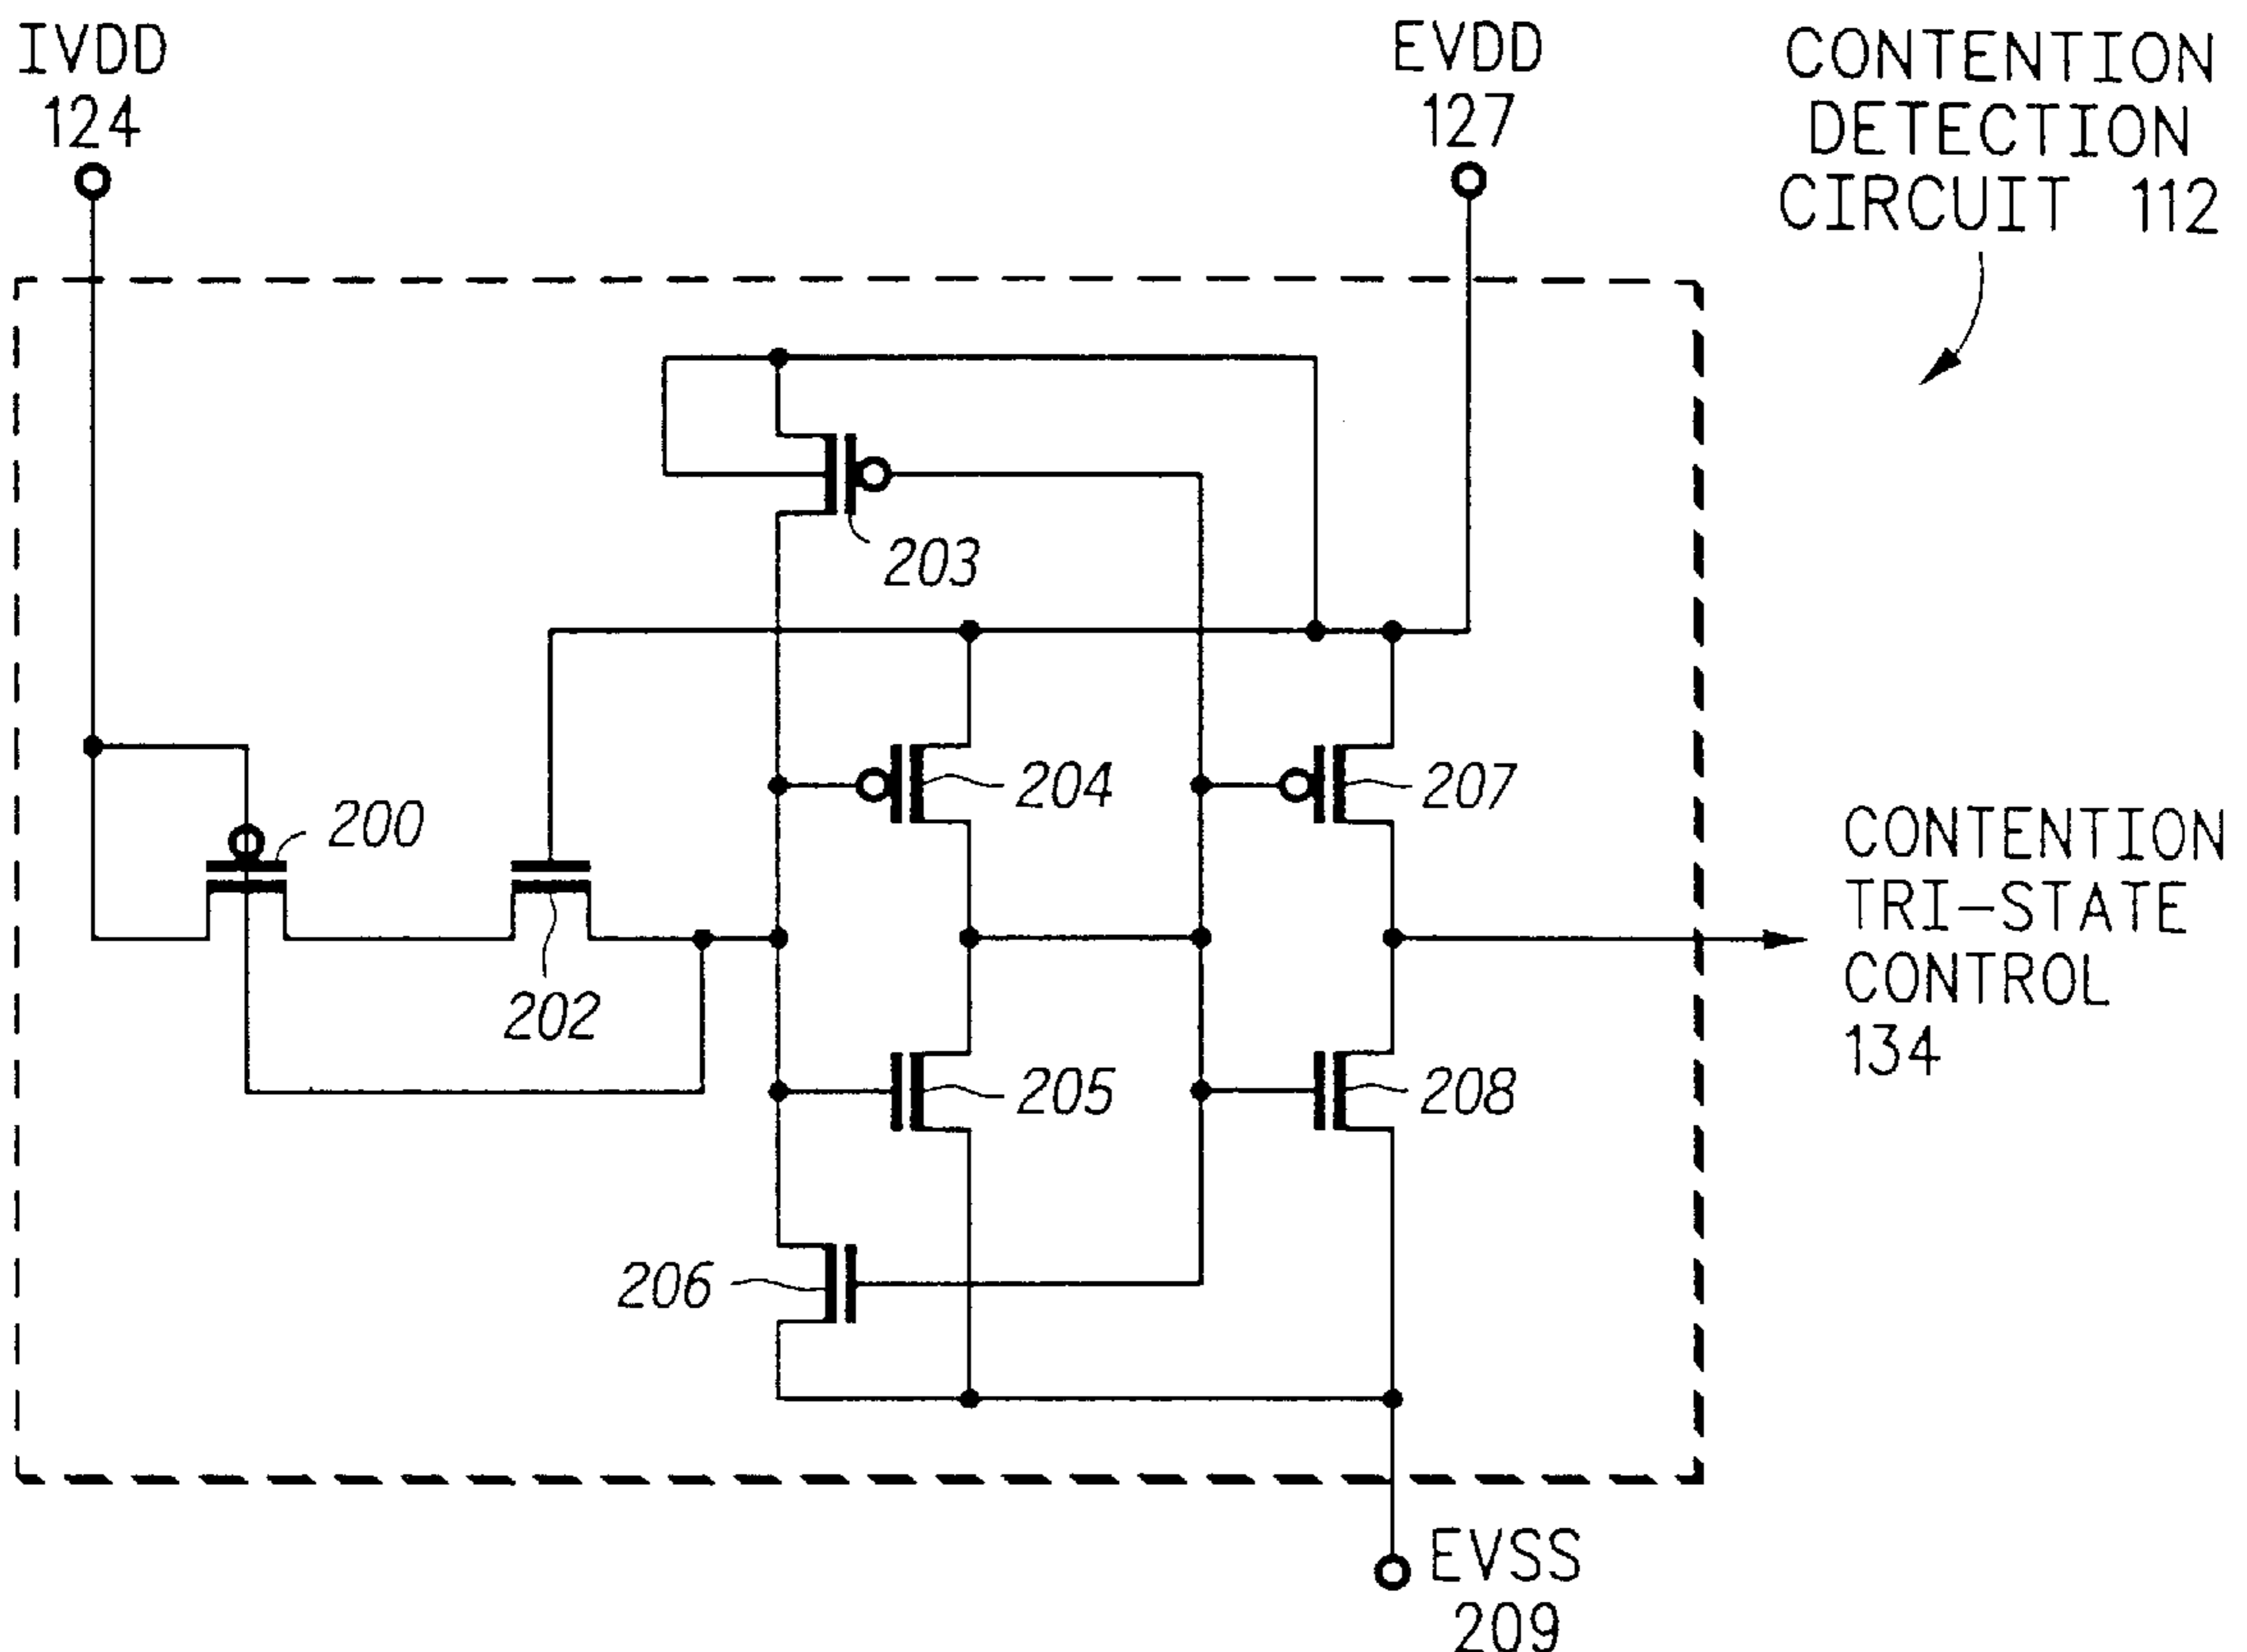 IVDD
124
EVDD
127
CONTENTION
DETECTION
CIRCUIT 112
203
204
207
200
202
CONTENTION
TRI-STATE
CONTROL
134
205
208
206
EVSS
209